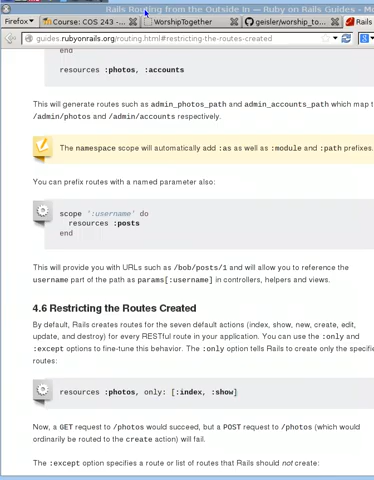 Rails Routing from the Outside In — Ruby on Rails Guides - Mo
Firefox
Course: COS 243 -...
WorshipTogether
geisler/worship_to...
Rails
guides.rubyonrails.org/routing.html#restricting-the-routes-created
end
resources :photos, :accounts
This will generate routes such as admin_photos_path and admin_accounts_path which map t
/admin/photos and /admin/accounts respectively.
The namespace scope will automatically add :as as well as :module and :path prefixes.
You can prefix routes with a named parameter also:
scope ':username' do
resources :posts
end
This will provide you with URLs such as /bob/posts/1 and will allow you to reference the
username part of the path as params[:username] in controllers, helpers and views.
4.6 Restricting the Routes Created
By default, Rails creates routes for the seven default actions (index, show, new, create, edit,
update, and destroy) for every RESTful route in your application. You can use the :only and
:except options to fine-tune this behavior. The :only option tells Rails to create only the specifie
routes:
resources :photos, only: [:index, :show]
Now, a GET request to /photos would succeed, but a POST request to /photos (which would
ordinarily be routed to the create action) will fail.
The :except option specifies a route or list of routes that Rails should not create: